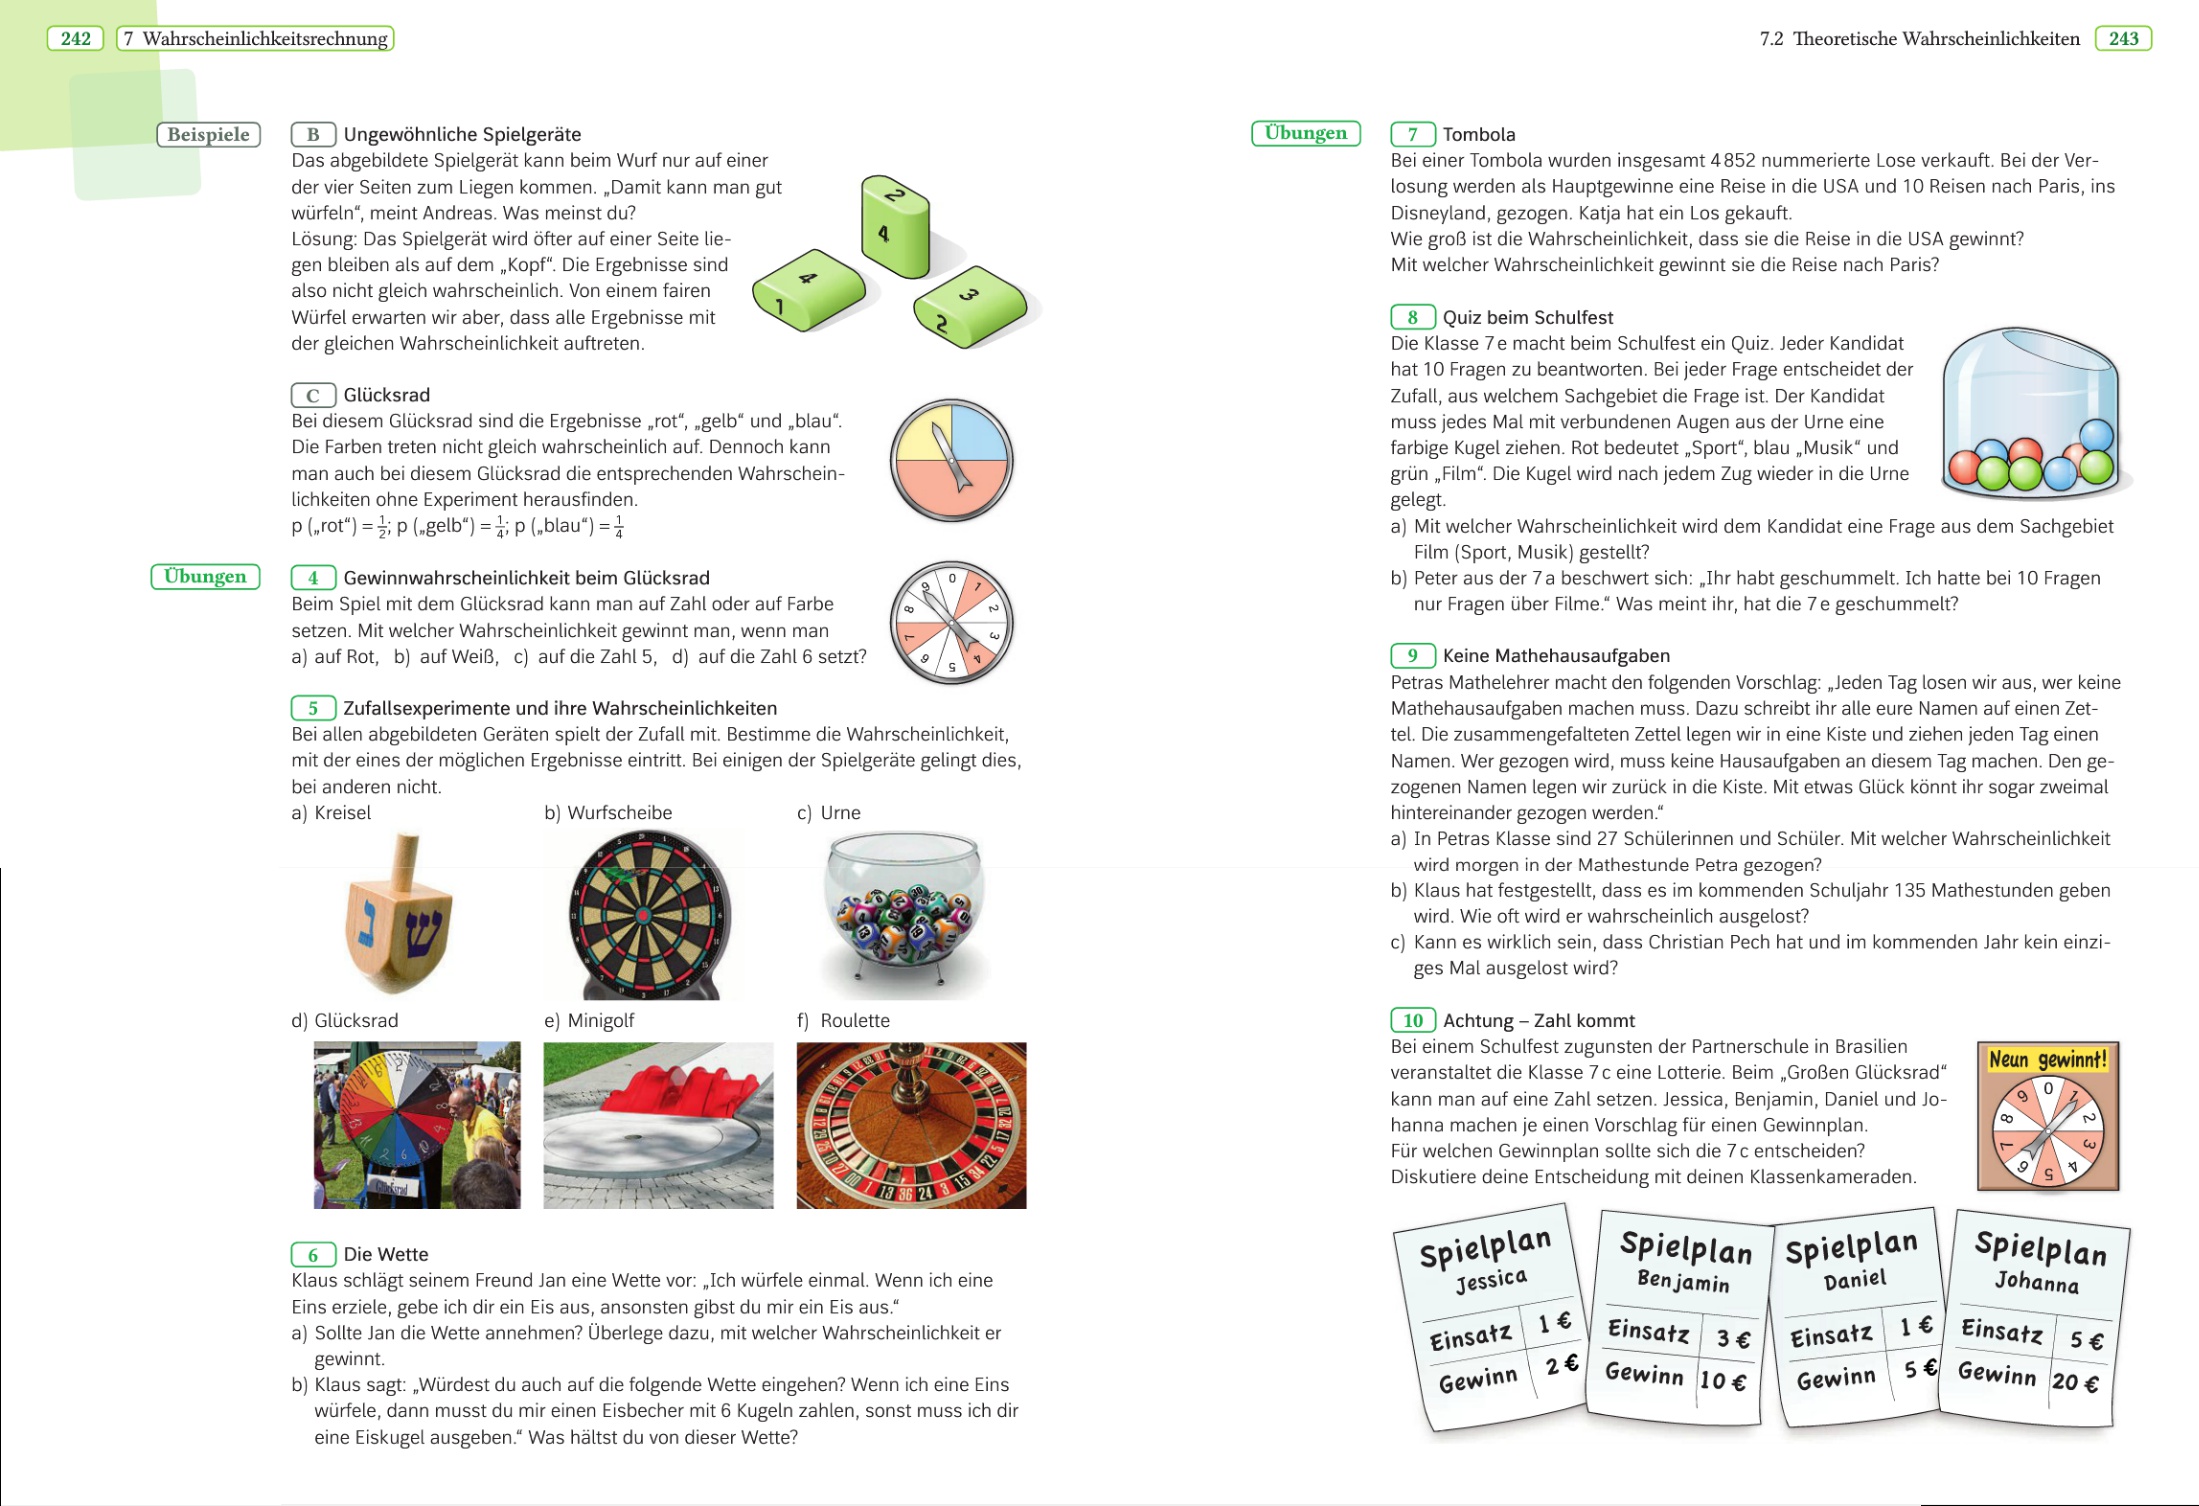 242 7 Wahrscheinlichkeitsrechnung
Beispiele
B Ungewöhnliche Spielgeräte
Das abgebildete Spielgerät kann beim Wurf nur auf einer
der vier Seiten zum Liegen kommen. „Damit kann man gut
würfeln“, meint Andreas. Was meinst du?
Lösung: Das Spielgerät wird öfter auf einer Seite lie-
gen bleiben als auf dem „Kopf“. Die Ergebnisse sind
also nicht gleich wahrscheinlich. Von einem fairen
Würfel erwarten wir aber, dass alle Ergebnisse mit
der gleichen Wahrscheinlichkeit auftreten.
2
4
4
1
3
2
C Glücksrad
Bei diesem Glücksrad sind die Ergebnisse „rot“, „gelb“ und „blau“.
Die Farben treten nicht gleich wahrscheinlich auf. Dennoch kann
man auch bei diesem Glücksrad die entsprechenden Wahrschein-
lichkeiten ohne Experiment herausfinden.
p („rot“) = 1/2; p („gelb“) = 1/4; p („blau“) = 1/4
Übungen
4 Gewinnwahrscheinlichkeit beim Glücksrad
Beim Spiel mit dem Glücksrad kann man auf Zahl oder auf Farbe
setzen. Mit welcher Wahrscheinlichkeit gewinnt man, wenn man
a) auf Rot, b) auf Weiß, c) auf die Zahl 5, d) auf die Zahl 6 setzt?
0 1 2 3 4 5 6 7 8 9
5 Zufallsexperimente und ihre Wahrscheinlichkeiten
Bei allen abgebildeten Geräten spielt der Zufall mit. Bestimme die Wahrscheinlichkeit,
mit der eines der möglichen Ergebnisse eintritt. Bei einigen der Spielgeräte gelingt dies,
bei anderen nicht.
a) Kreisel b) Wurfscheibe c) Urne
נ ש
d) Glücksrad e) Minigolf f) Roulette
Glücksrad
00 1 13 36 24 3 15 34 22 5
6 Die Wette
Klaus schlägt seinem Freund Jan eine Wette vor: „Ich würfele einmal. Wenn ich eine
Eins erziele, gebe ich dir ein Eis aus, ansonsten gibst du mir ein Eis aus.“
a) Sollte Jan die Wette annehmen? Überlege dazu, mit welcher Wahrscheinlichkeit er
gewinnt.
b) Klaus sagt: „Würdest du auch auf die folgende Wette eingehen? Wenn ich eine Eins
würfele, dann musst du mir einen Eisbecher mit 6 Kugeln zahlen, sonst muss ich dir
eine Eiskugel ausgeben.“ Was hältst du von dieser Wette?
7.2 Theoretische Wahrscheinlichkeiten 243
Übungen
7 Tombola
Bei einer Tombola wurden insgesamt 4 852 nummerierte Lose verkauft. Bei der Ver-
losung werden als Hauptgewinne eine Reise in die USA und 10 Reisen nach Paris, ins
Disneyland, gezogen. Katja hat ein Los gekauft.
Wie groß ist die Wahrscheinlichkeit, dass sie die Reise in die USA gewinnt?
Mit welcher Wahrscheinlichkeit gewinnt sie die Reise nach Paris?
8 Quiz beim Schulfest
Die Klasse 7 e macht beim Schulfest ein Quiz. Jeder Kandidat
hat 10 Fragen zu beantworten. Bei jeder Frage entscheidet der
Zufall, aus welchem Sachgebiet die Frage ist. Der Kandidat
muss jedes Mal mit verbundenen Augen aus der Urne eine
farbige Kugel ziehen. Rot bedeutet „Sport“, blau „Musik“ und
grün „Film“. Die Kugel wird nach jedem Zug wieder in die Urne
gelegt.
a) Mit welcher Wahrscheinlichkeit wird dem Kandidat eine Frage aus dem Sachgebiet
Film (Sport, Musik) gestellt?
b) Peter aus der 7 a beschwert sich: „Ihr habt geschummelt. Ich hatte bei 10 Fragen
nur Fragen über Filme.“ Was meint ihr, hat die 7 e geschummelt?
9 Keine Mathehausaufgaben
Petras Mathelehrer macht den folgenden Vorschlag: „Jeden Tag losen wir aus, wer keine
Mathehausaufgaben machen muss. Dazu schreibt ihr alle eure Namen auf einen Zet-
tel. Die zusammengefalteten Zettel legen wir in eine Kiste und ziehen jeden Tag einen
Namen. Wer gezogen wird, muss keine Hausaufgaben an diesem Tag machen. Den ge-
zogenen Namen legen wir zurück in die Kiste. Mit etwas Glück könnt ihr sogar zweimal
hintereinander gezogen werden.“
a) In Petras Klasse sind 27 Schülerinnen und Schüler. Mit welcher Wahrscheinlichkeit
wird morgen in der Mathestunde Petra gezogen?
b) Klaus hat festgestellt, dass es im kommenden Schuljahr 135 Mathestunden geben
wird. Wie oft wird er wahrscheinlich ausgelost?
c) Kann es wirklich sein, dass Christian Pech hat und im kommenden Jahr kein einzi-
ges Mal ausgelost wird?
10 Achtung – Zahl kommt
Bei einem Schulfest zugunsten der Partnerschule in Brasilien
veranstaltet die Klasse 7 c eine Lotterie. Beim „Großen Glücksrad“
kann man auf eine Zahl setzen. Jessica, Benjamin, Daniel und Jo-
hanna machen je einen Vorschlag für einen Gewinnplan.
Für welchen Gewinnplan sollte sich die 7 c entscheiden?
Diskutiere deine Entscheidung mit deinen Klassenkameraden.
Neun gewinnt!
0 1 2 3 4 5 6 7 8 9
Spielplan
Jessica
Einsatz 1 €
Gewinn 2 €
Spielplan
Benjamin
Einsatz 3 €
Gewinn 10 €
Spielplan
Daniel
Einsatz 1 €
Gewinn 5 €
Spielplan
Johanna
Einsatz 5 €
Gewinn 20 €